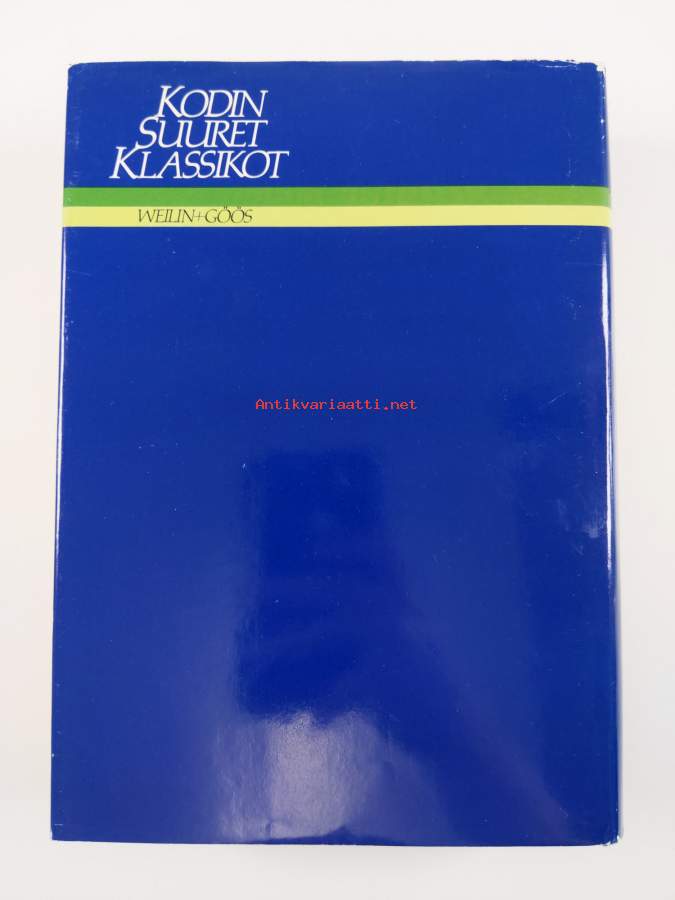 KODIN
SUURET
KLASSIKOT
WEILIN+GÖÖS
Antikvariaatti.net